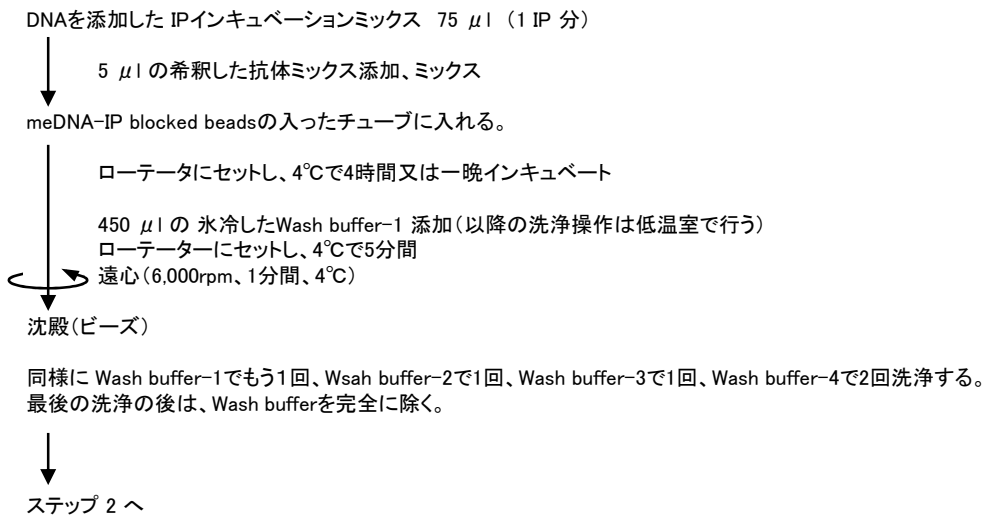 DNAを添加した IPインキュベーションミックス 75 μl (1 IP 分)
5 μl の希釈した抗体ミックス添加、ミックス
meDNA-IP blocked beadsの入ったチューブに入れる。
ローテータにセットし、4℃で4時間又は一晩インキュベート
450 μl の 氷冷したWash buffer-1 添加(以降の洗浄操作は低温室で行う)
ローテーターにセットし、4℃で5分間
遠心(6,000rpm、1分間、4℃)
沈殿(ビーズ)
同様に Wash buffer-1でもう1回、Wsah buffer-2で1回、Wash buffer-3で1回、Wash buffer-4で2回洗浄する。
最後の洗浄の後は、Wash bufferを完全に除く。
ステップ 2 へ